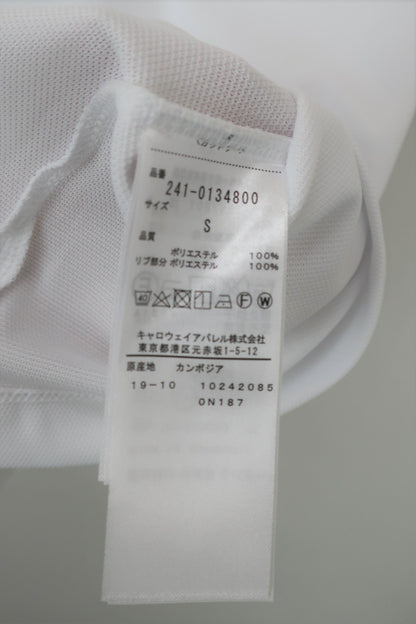 品番
241-0134800
サイズ
S
品質
ポリエステル 100%
リブ部分 ポリエステル 100%
40 F W
キャロウェイアパレル株式会社
東京都港区元赤坂1-5-12
原産地 カンボジア
19-10 10242085
0N187